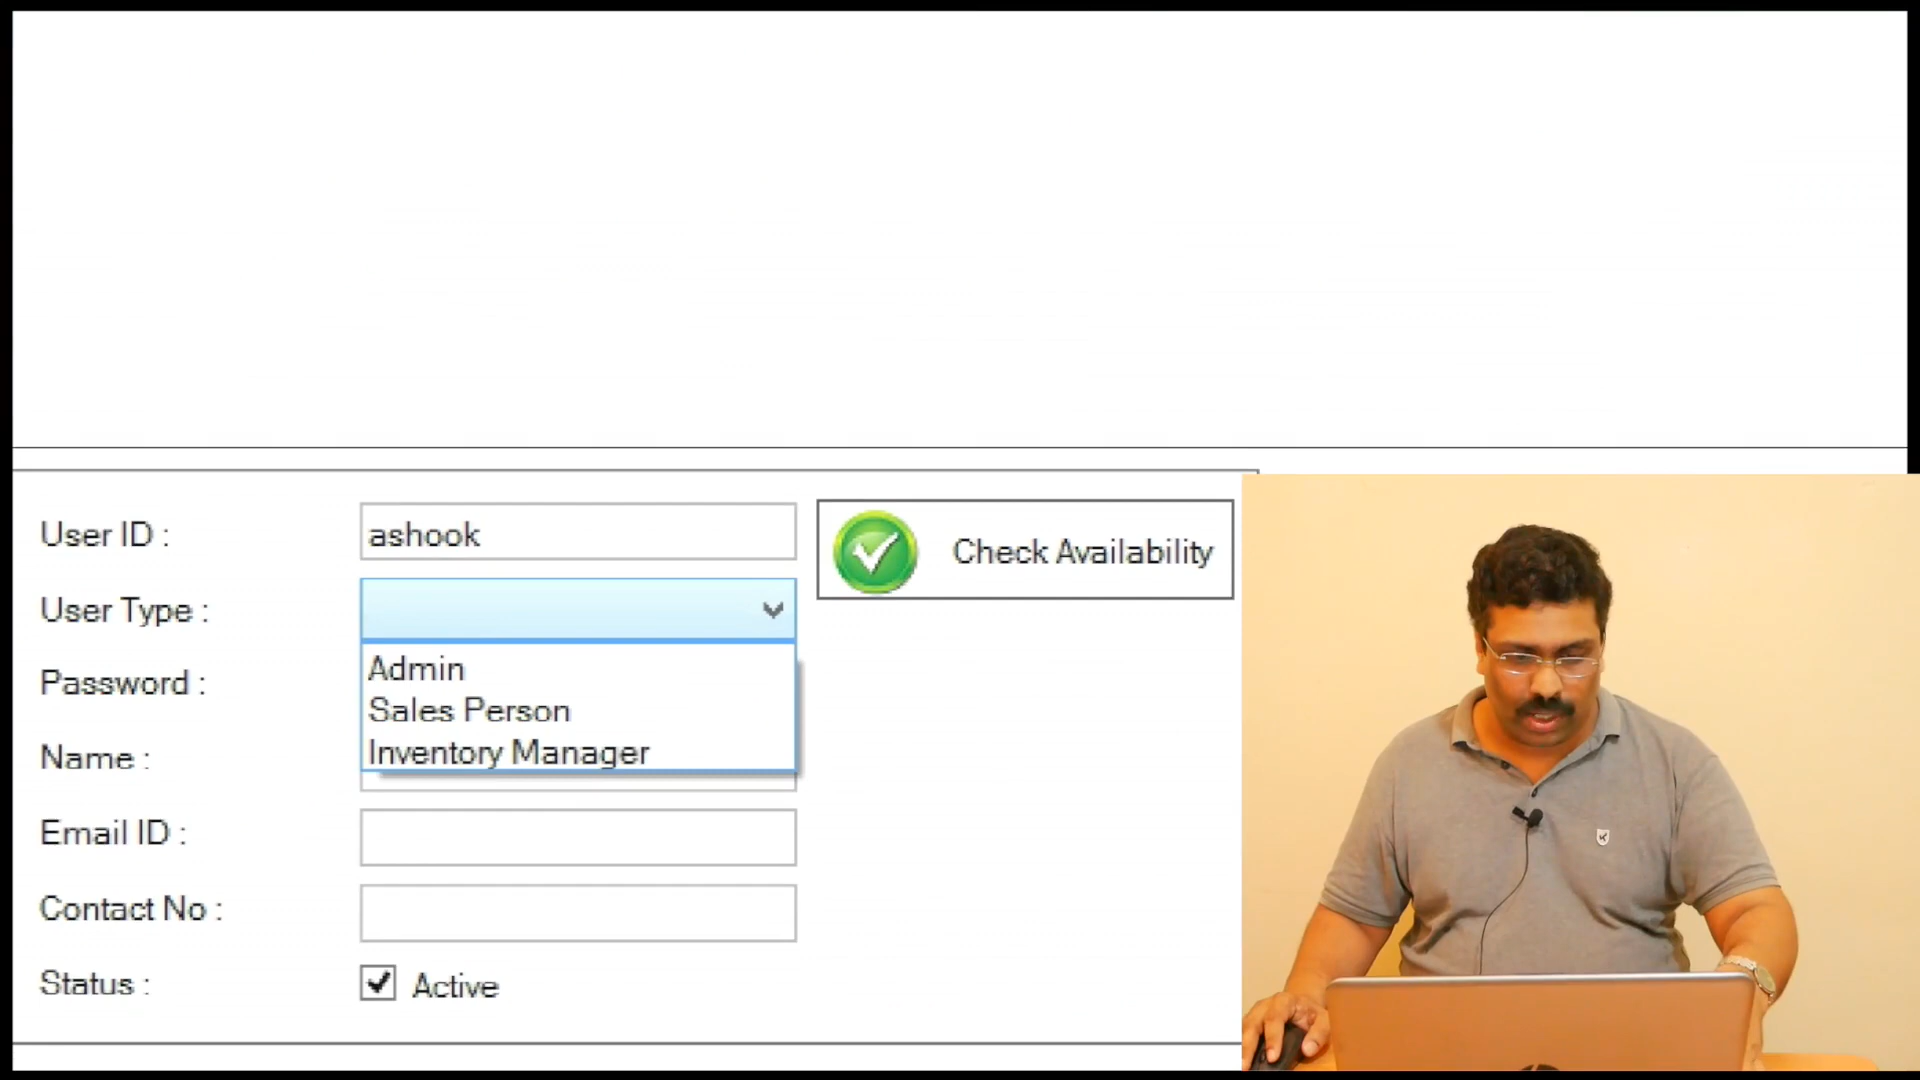 User ID : ashook Check Availability
User Type :
Admin
Password :
Sales Person
Name :
Inventory Manager
Email ID :
Contact No :
Status : Active